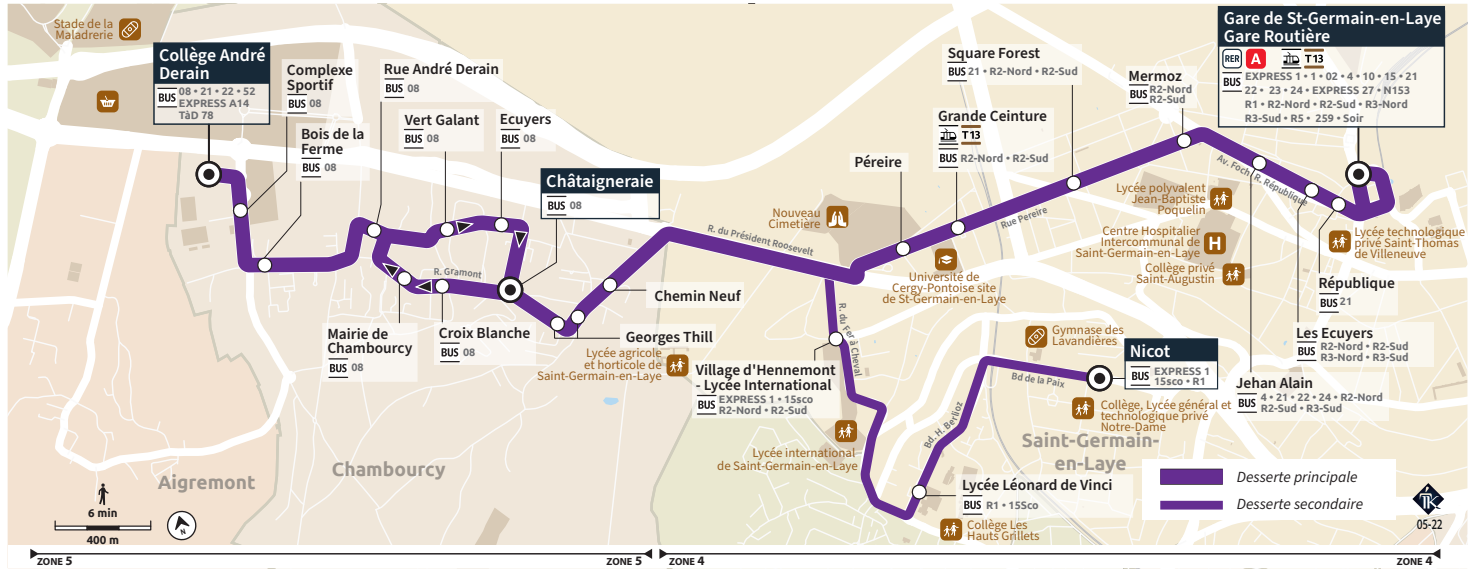 Stade de la
Maladrerie
Collège André
Derain
BUS 08 • 21 • 22 • 52
EXPRESS A14
TàD 78
Complexe
Sportif
BUS 08
Bois de la
Ferme
BUS 08
Rue André Derain
BUS 08
Vert Galant
BUS 08
Ecuyers
BUS 08
Châtaigneraie
BUS 08
R. Gramont
Mairie de
Chambourcy
BUS 08
Croix Blanche
BUS 08
Georges Thill
Chemin Neuf
Lycée agricole
et horticole de
Saint-Germain-en-Laye
R. du Président Roosevelt
Nouveau
Cimetière
Péreire
Grande Ceinture
T13
BUS R2-Nord • R2-Sud
Square Forest
BUS 21 • R2-Nord • R2-Sud
Rue Pereire
Université de
Cergy-Pontoise site
de St-Germain-en-Laye
Mermoz
BUS R2-Nord
R2-Sud
Gare de St-Germain-en-Laye
Gare Routière
RER A T13
BUS EXPRESS 1 • 1 • 02 • 4 • 10 • 15 • 21
22 • 23 • 24 • EXPRESS 27 • N153
R1 • R2-Nord • R2-Sud • R3-Nord
R3-Sud • R5 • 259 • Soir
Av. Foch
R. République
Lycée polyvalent
Jean-Baptiste
Poquelin
Centre Hospitalier
Intercommunal de
Saint-Germain-en-Laye
H
Collège privé
Saint-Augustin
Lycée technologique
privé Saint-Thomas
de Villeneuve
République
BUS 21
Les Ecuyers
BUS R2-Nord • R2-Sud
R3-Nord • R3-Sud
Jehan Alain
BUS 4 • 21 • 22 • 24 • R2-Nord
R2-Sud • R3-Sud
R. du Fer à Cheval
Village d'Hennemont
- Lycée International
BUS EXPRESS 1 • 15sco
R2-Nord • R2-Sud
Lycée international
de Saint-Germain-en-Laye
Gymnase des
Lavandières
Nicot
BUS EXPRESS 1
15sco • R1
Bd de la Paix
Bd. H. Berlioz
Collège, Lycée général et
technologique privé
Notre-Dame
Saint-Germain-
en-Laye
Lycée Léonard de Vinci
BUS R1 • 15Sco
Collège Les
Hauts Grillets
Aigremont
Chambourcy
Desserte principale
Desserte secondaire
6 min
400 m
N
TK
05-22
ZONE 5
ZONE 5
ZONE 4
ZONE 4